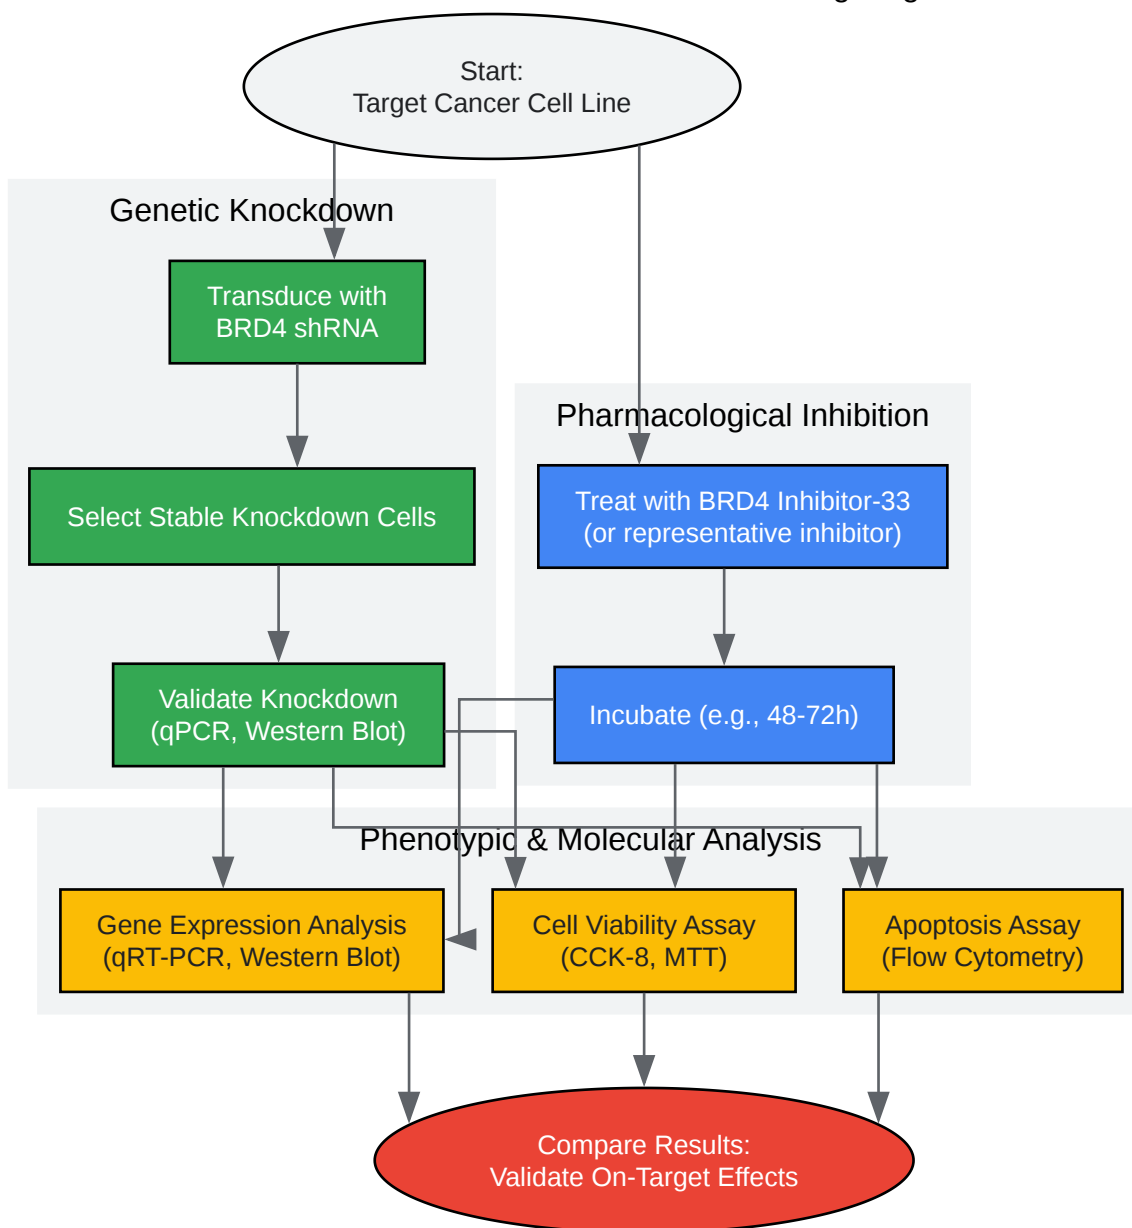 Start:
Target Cancer Cell Line
Genetic Knockdown
Transduce with
BRD4 shRNA
Select Stable Knockdown Cells
Validate Knockdown
(qPCR, Western Blot)
Pharmacological Inhibition
Treat with BRD4 Inhibitor-33
(or representative inhibitor)
Incubate (e.g., 48-72h)
Phenotypic & Molecular Analysis
Gene Expression Analysis
(qRT-PCR, Western Blot)
Cell Viability Assay
(CCK-8, MTT)
Apoptosis Assay
(Flow Cytometry)
Compare Results:
Validate On-Target Effects